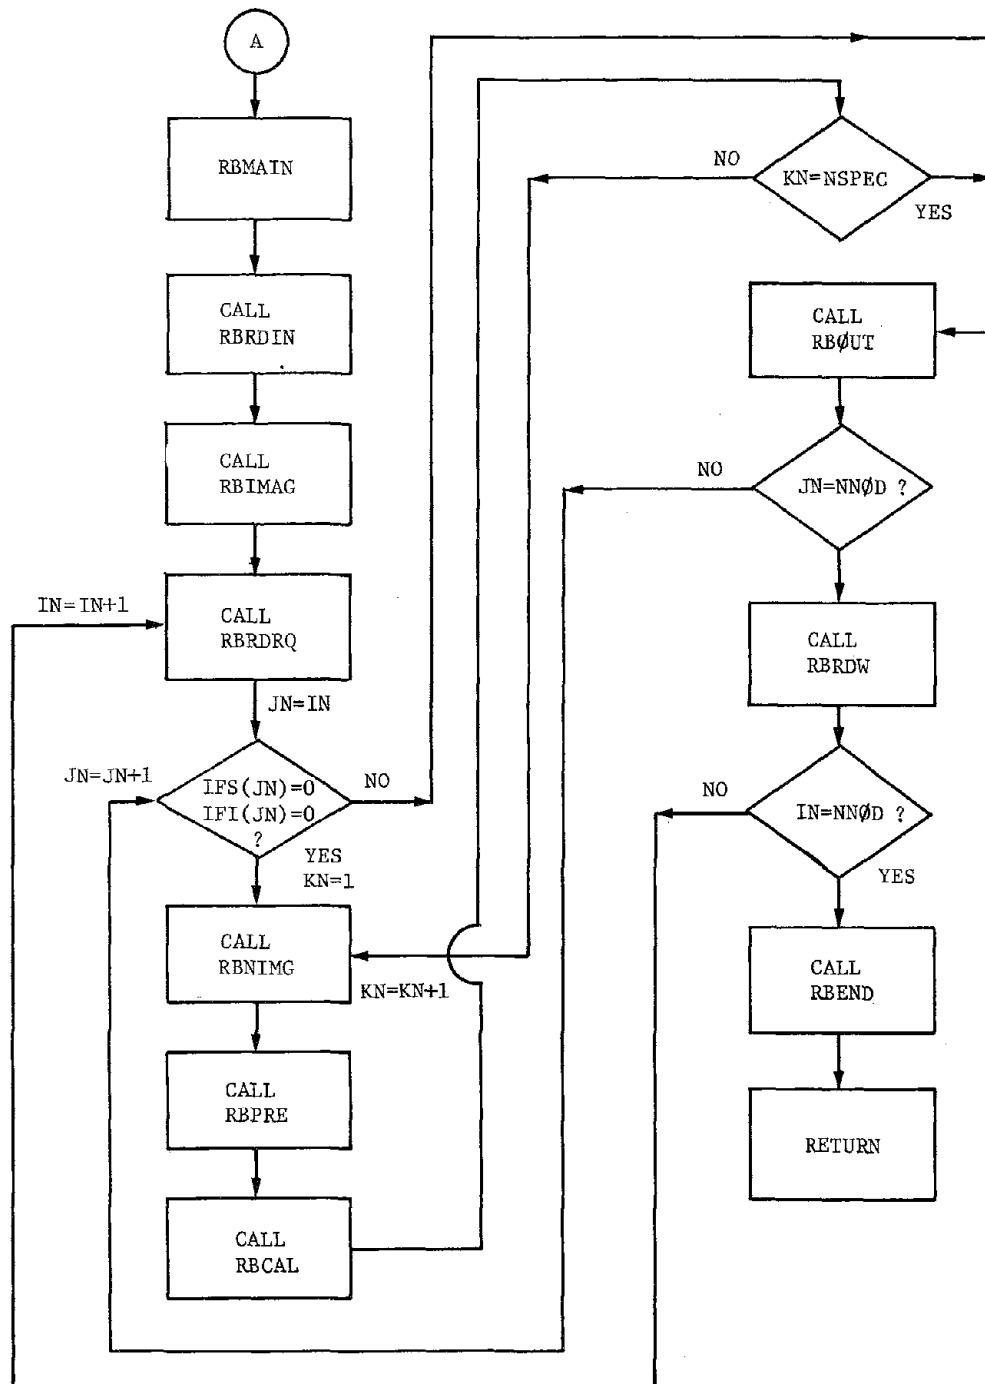 A
RBMAIN
CALL
RBRDIN
CALL
RBIMAG
IN=IN+1
CALL
RBRDRQ
JN=IN
JN=JN+1
IFS(JN)=0
IFI(JN)=0
?
NO
YES
KN=1
CALL
RBNIMG
KN=KN+1
CALL
RBPRE
CALL
RBCAL
NO
KN=NSPEC
YES
CALL
RBØUT
NO
JN=NNØD ?
CALL
RBRDW
NO
IN=NNØD ?
YES
CALL
RBEND
RETURN